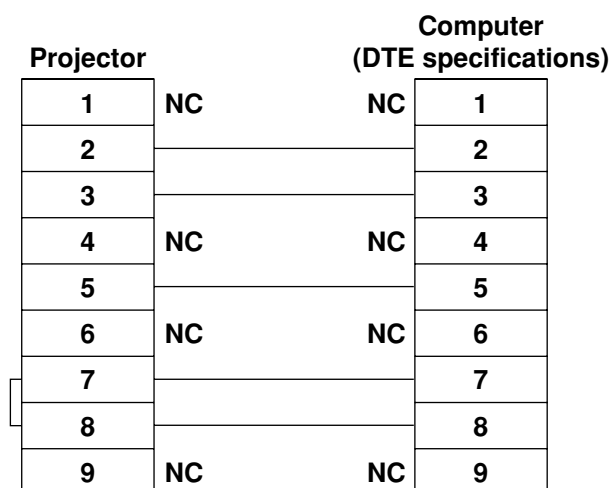 Computer
Projector (DTE specifications)
1 NC NC 1
2 2
3 3
4 NC NC 4
5 5
6 NC NC 6
7 7
8 8
9 NC NC 9